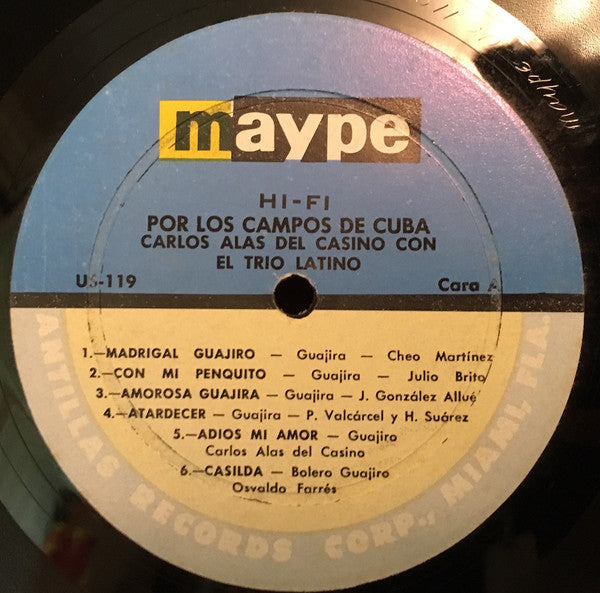 maype
maype
HI-FI
POR LOS CAMPOS DE CUBA
CARLOS ALAS DEL CASINO CON
EL TRIO LATINO
US-119
Cara A
1.—MADRIGAL GUAJIRO — Guajira — Cheo Martínez
2.—CON MI PENQUITO — Guajira — Julio Brito
3.—AMOROSA GUAJIRA — Guajira — J. González Allué
4.—ATARDECER — Guajira — P. Valcárcel y H. Suárez
5.—ADIOS MI AMOR — Guajiro
Carlos Alas del Casino
6.—CASILDA — Bolero Guajiro
Osvaldo Farrés
ANTILLAS RECORDS CORP., MIAMI, FLA.